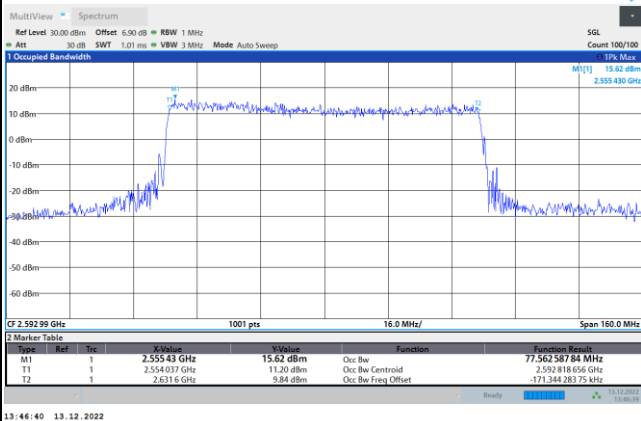 MultiView Spectrum
Ref Level 30.00 dBm Offset 6.90 dB RBW 1 MHz SGL
Att 30 dB SWT 1.01 ms VBW 3 MHz Mode Auto Sweep Count 100/100
1 Occupied Bandwidth 1Pk Max
M1[1] 15.62 dBm
2.555 430 GHz
M1
T1 T2
20 dBm
10 dBm
0 dBm
-10 dBm
-20 dBm
-30 dBm
-40 dBm
-50 dBm
-60 dBm
CF 2.592 99 GHz 1001 pts 16.0 MHz/ Span 160.0 MHz
2 Marker Table
Type Ref Trc X-Value Y-Value Function Function Result
M1 1 2.555 43 GHz 15.62 dBm Occ Bw 77.562 587 84 MHz
T1 1 2.554 037 GHz 11.20 dBm Occ Bw Centroid 2.592 818 656 GHz
T2 1 2.631 6 GHz 9.84 dBm Occ Bw Freq Offset -171.344 283 75 kHz
Ready 13.12.2022
13:46:39
13:46:40 13.12.2022